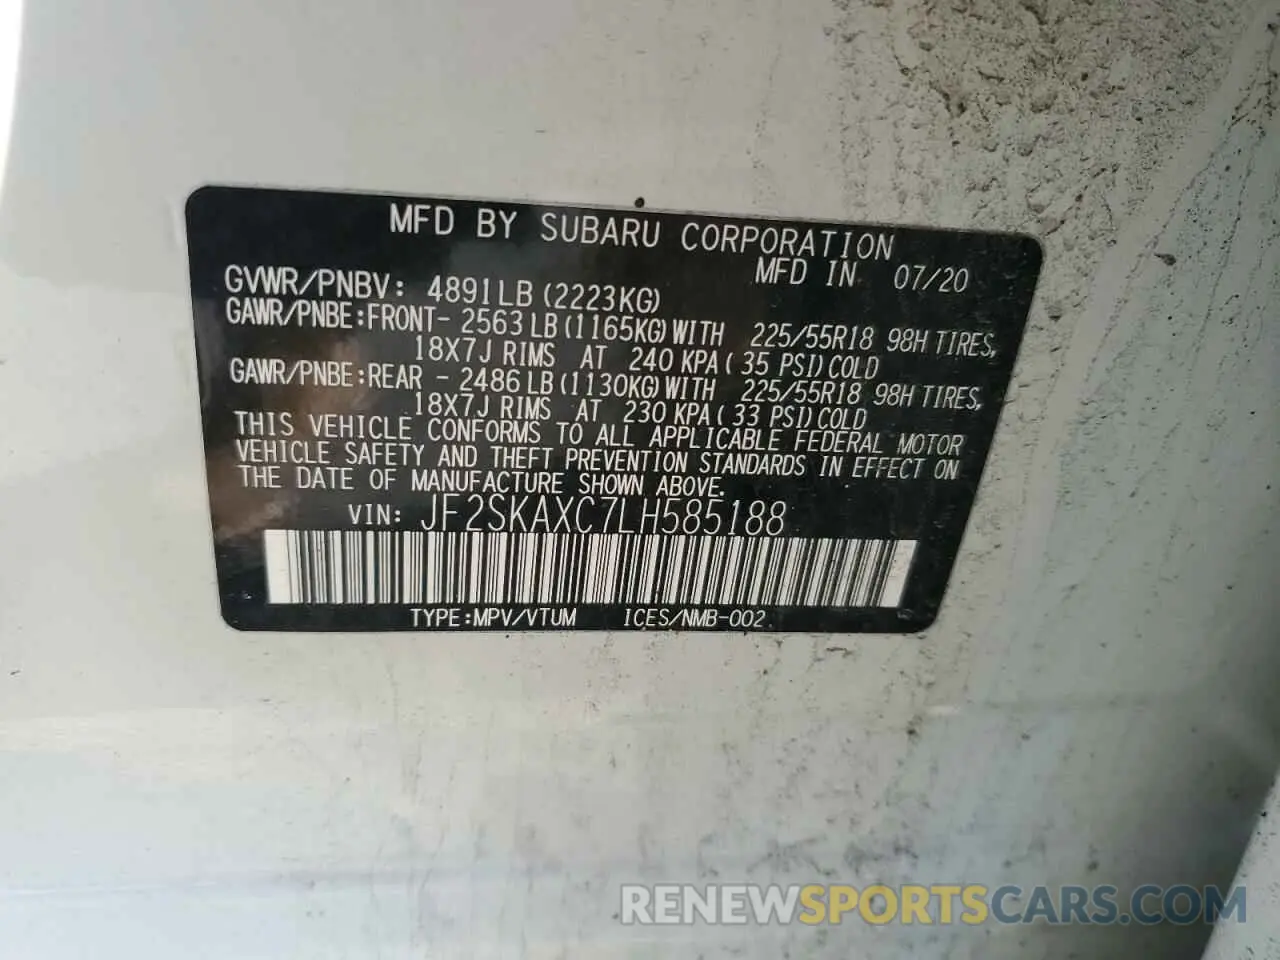 MFD BY SUBARU CORPORATION
MFD IN 07/20
GVWR/PNBV: 4891LB (2223KG)
GAWR/PNBE:FRONT- 2563 LB (1165KG) WITH 225/55R18 98H TIRES,
18X7J RIMS AT 240 KPA ( 35 PSI) COLD
GAWR/PNBE:REAR - 2486 LB (1130KG) WITH 225/55R18 98H TIRES,
18X7J RIMS AT 230 KPA ( 33 PSI) COLD
THIS VEHICLE CONFORMS TO ALL APPLICABLE FEDERAL MOTOR
VEHICLE SAFETY AND THEFT PREVENTION STANDARDS IN EFFECT ON
THE DATE OF MANUFACTURE SHOWN ABOVE.
VIN: JF2SKAXC7LH585188
TYPE:MPV/VTUM ICES/NMB-002
RENEWSPORTSCARS.COM